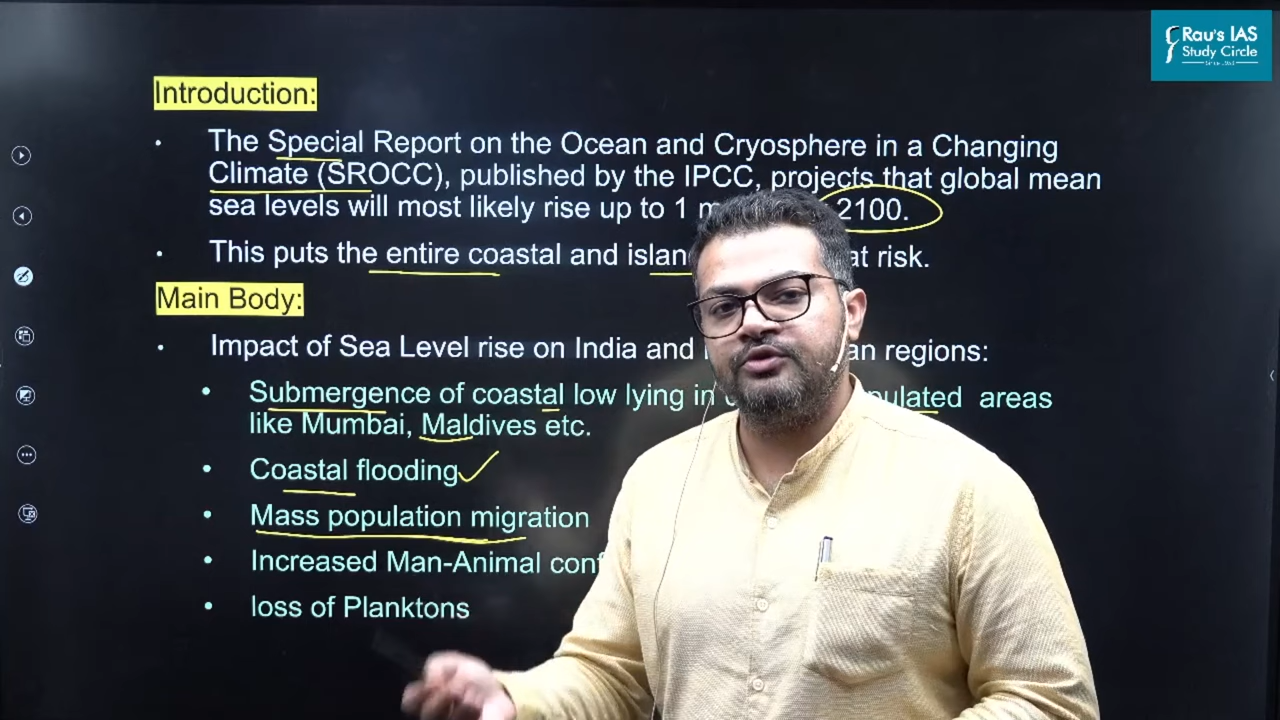 Rau's IAS
Study Circle
Introduction:
• The Special Report on the Ocean and Cryosphere in a Changing
Climate (SROCC), published by the IPCC, projects that global mean
sea levels will most likely rise up to 1 2100.
• This puts the entire coastal and at risk.
Main Body:
• Impact of Sea Level rise on India and regions:
• Submergence of coastal low lying in areas
like Mumbai, Maldives etc.
• Coastal flooding
• Mass population migration
• Increased Man-Animal
• loss of Planktons